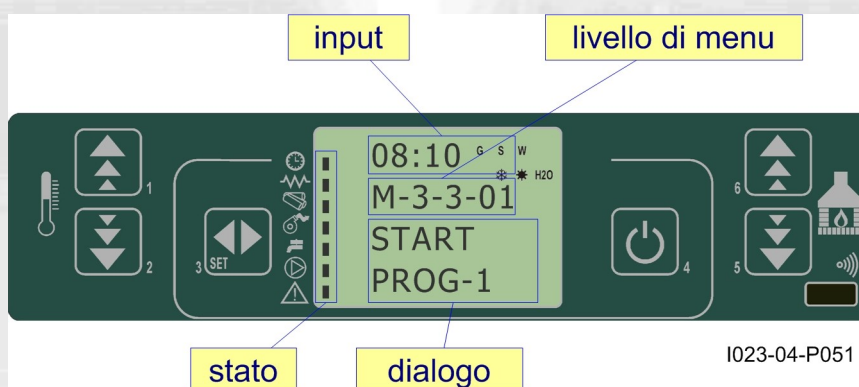 input
livello di menu
08:10 G S W
H2O
M-3-3-01
START
PROG-1
1
2
3 SET
4
6
5
stato
dialogo
I023-04-P051